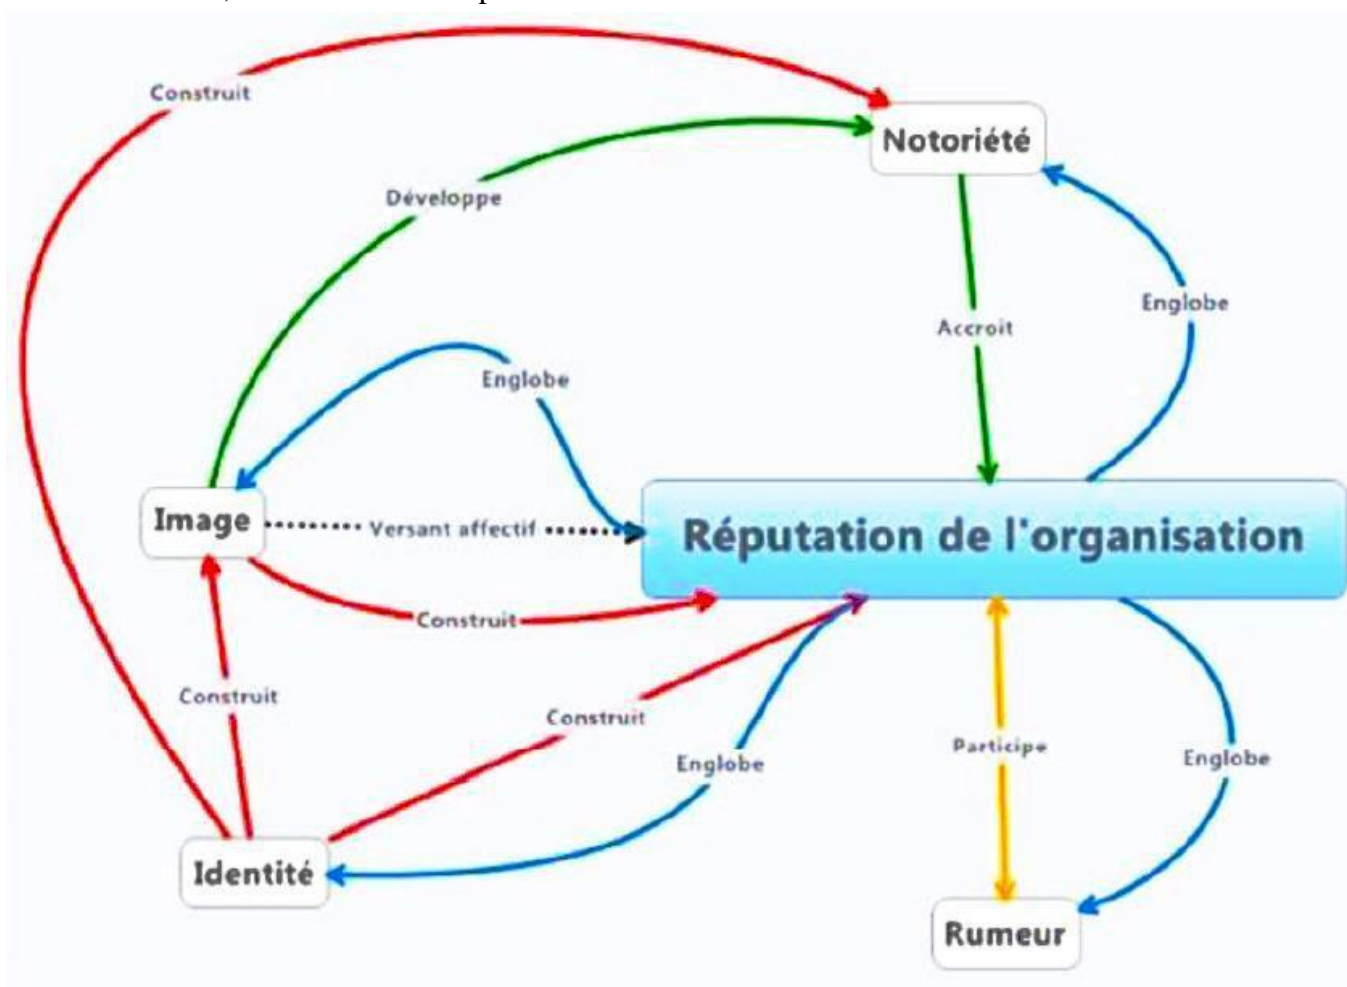 Construit
Notoriété
Développe
Englobe
Accroit
Englobe
Image
Versant affectif
Réputation de l'organisation
Construit
Construit
Construit
Participe
Englobe
Englobe
Identité
Rumeur